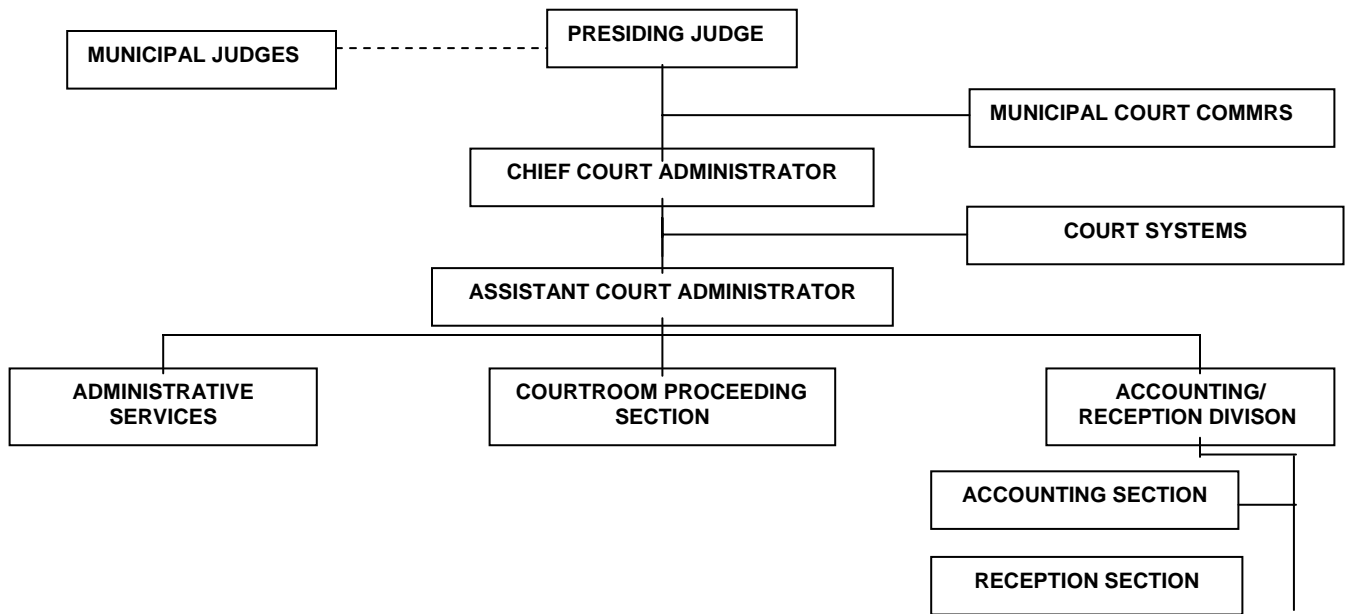 PRESIDING JUDGE
MUNICIPAL JUDGES
MUNICIPAL COURT COMMRS
CHIEF COURT ADMINISTRATOR
COURT SYSTEMS
ASSISTANT COURT ADMINISTRATOR
ADMINISTRATIVE
SERVICES
COURTROOM PROCEEDING
SECTION
ACCOUNTING/
RECEPTION DIVISON
ACCOUNTING SECTION
RECEPTION SECTION